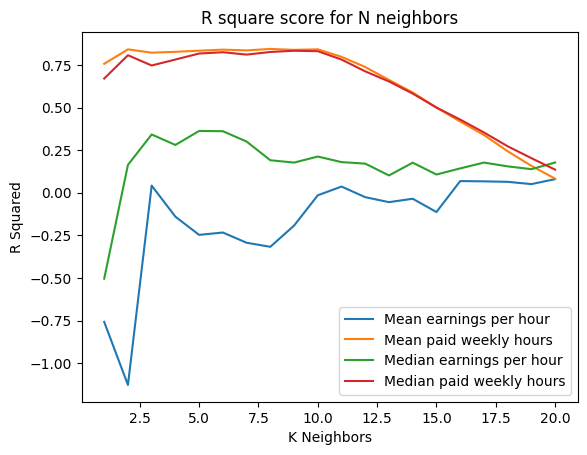 R square score for N neighbors
R Squared
0.75
0.50
0.25
0.00
−0.25
−0.50
−0.75
−1.00
2.5 5.0 7.5 10.0 12.5 15.0 17.5 20.0
K Neighbors
Mean earnings per hour
Mean paid weekly hours
Median earnings per hour
Median paid weekly hours